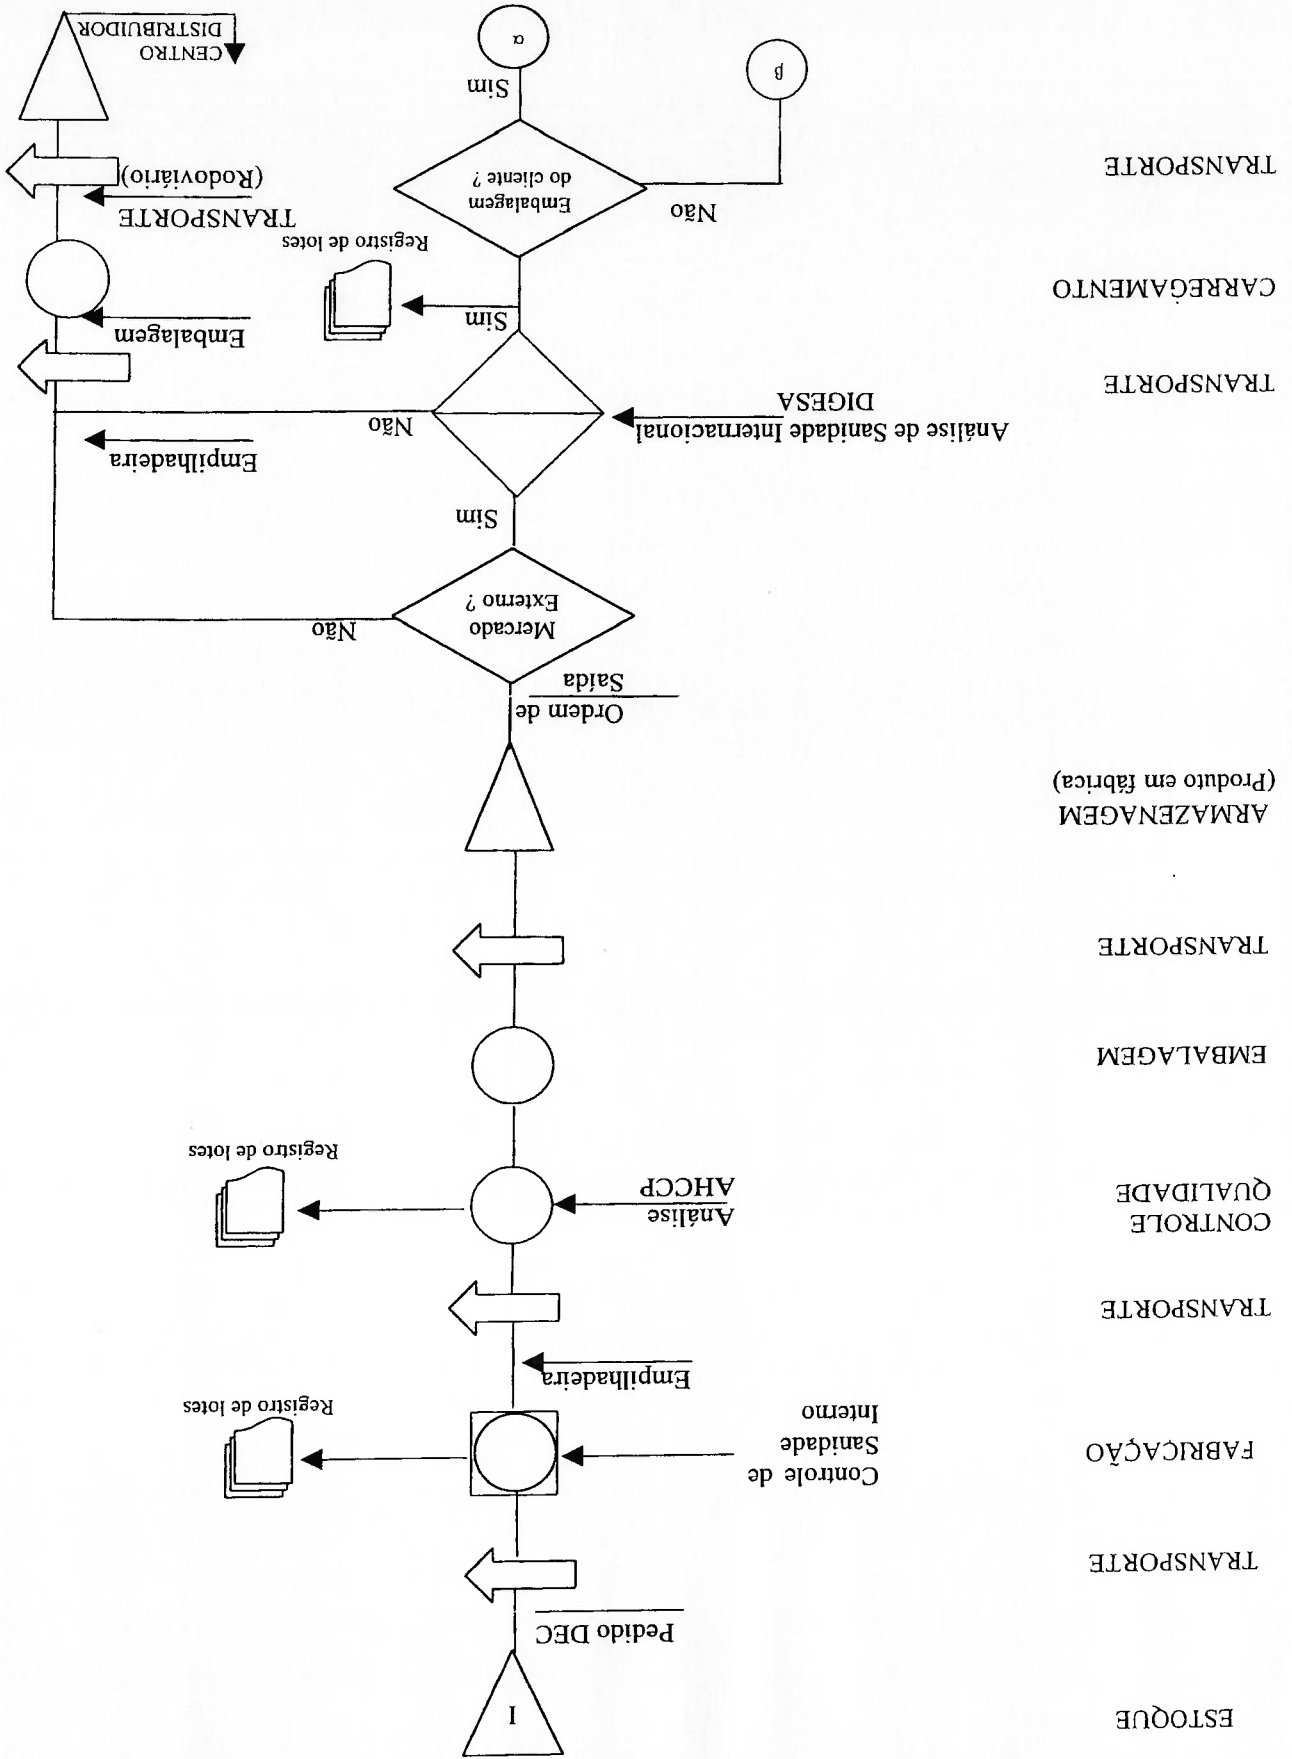 ESTOQUE
I
Pedido DEC
TRANSPORTE
FABRICAÇÃO
Controle de
Sanidade
Interno
Registro de lotes
Empilhadeira
TRANSPORTE
CONTROLE
QUALIDADE
Análise
AHCCP
Registro de lotes
EMBALAGEM
TRANSPORTE
ARMAZENAGEM
(Produto em fábrica)
Ordem de
Saída
Mercado
Externo ?
Não
Sim
Empilhadeira
Análise de Sanidade Internacional
DIGESA
Não
TRANSPORTE
Sim
Embalagem
CARREGAMENTO
Registro de lotes
TRANSPORTE
(Rodoviário)
TRANSPORTE
Embalagem
do cliente ?
Não
Sim
β
α
CENTRO
DISTRIBUIDOR